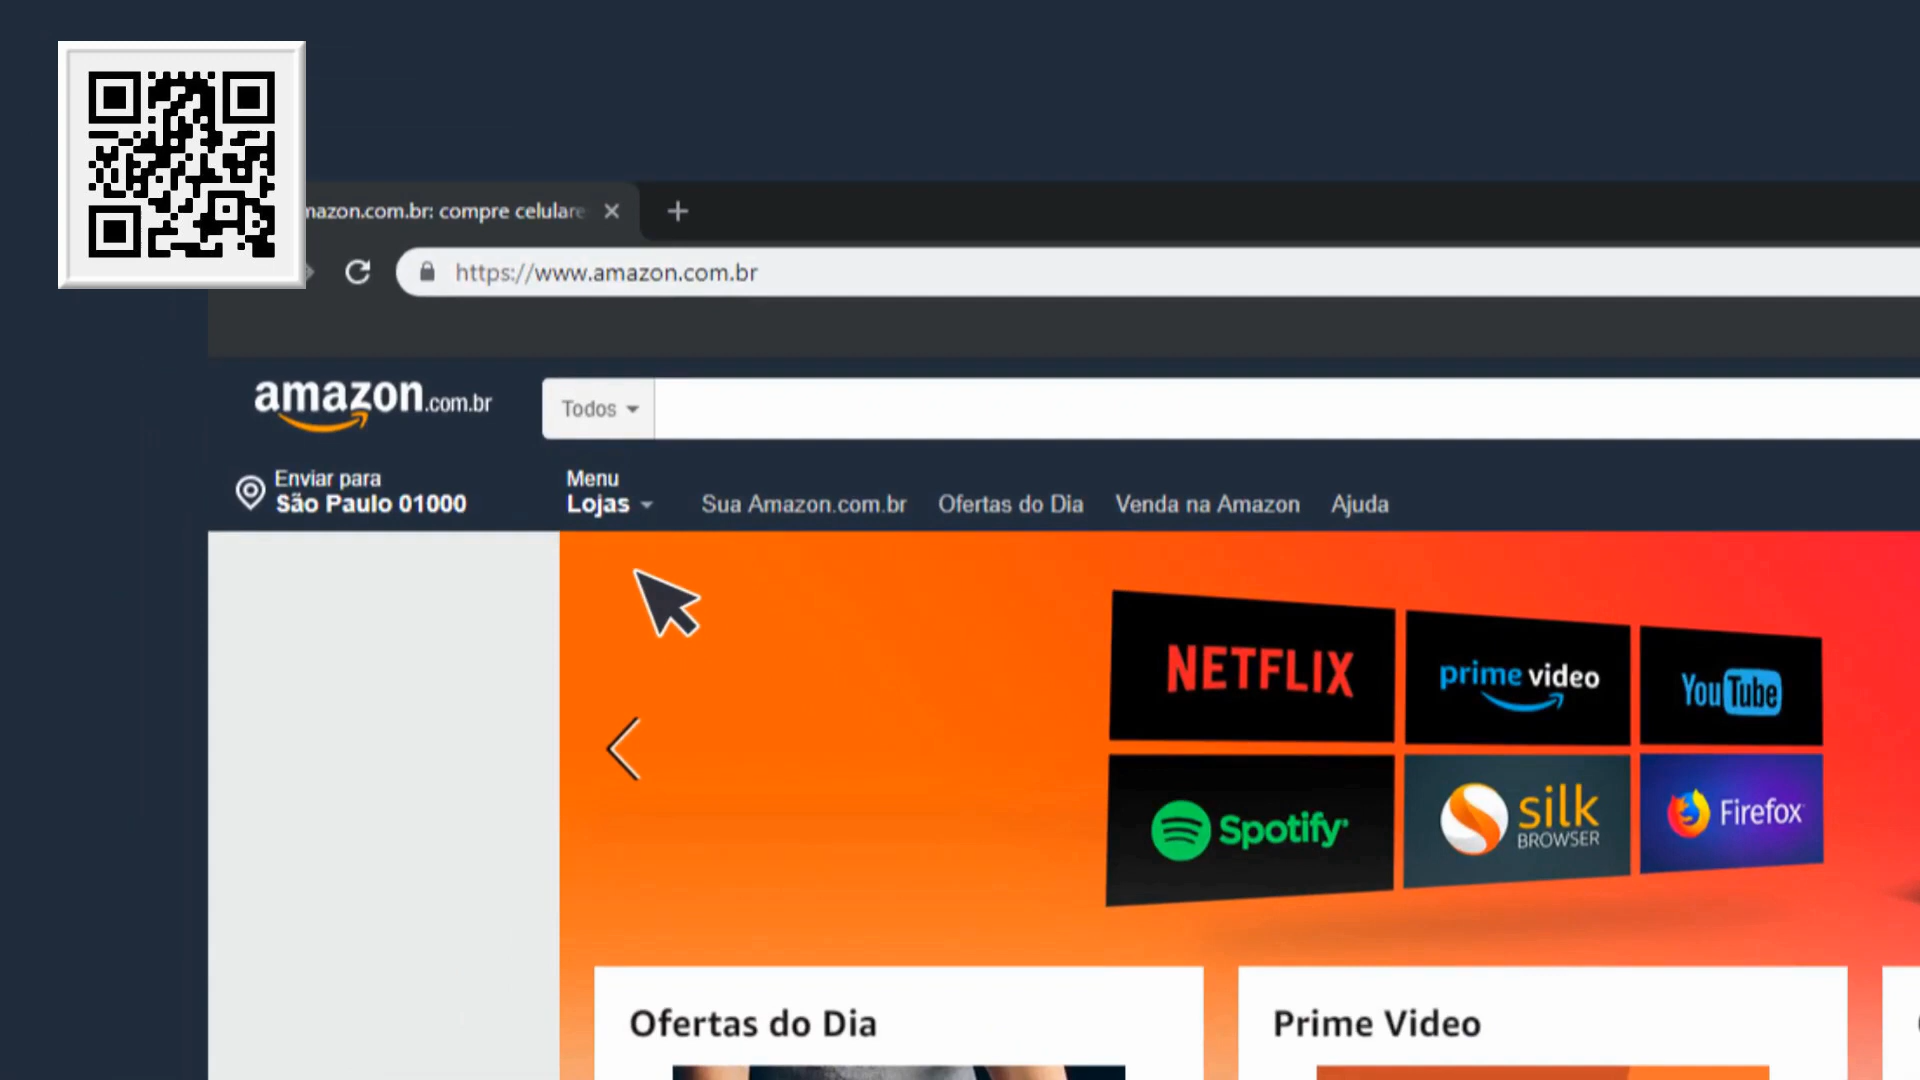 mazon.com.br: compre celulare
https://www.amazon.com.br
amazon.com.br
Todos
Enviar para
São Paulo 01000
Menu
Lojas
Sua Amazon.com.br
Ofertas do Dia
Venda na Amazon
Ajuda
NETFLIX
prime video
YouTube
Spotify
silk
BROWSER
Firefox
Ofertas do Dia
Prime Video